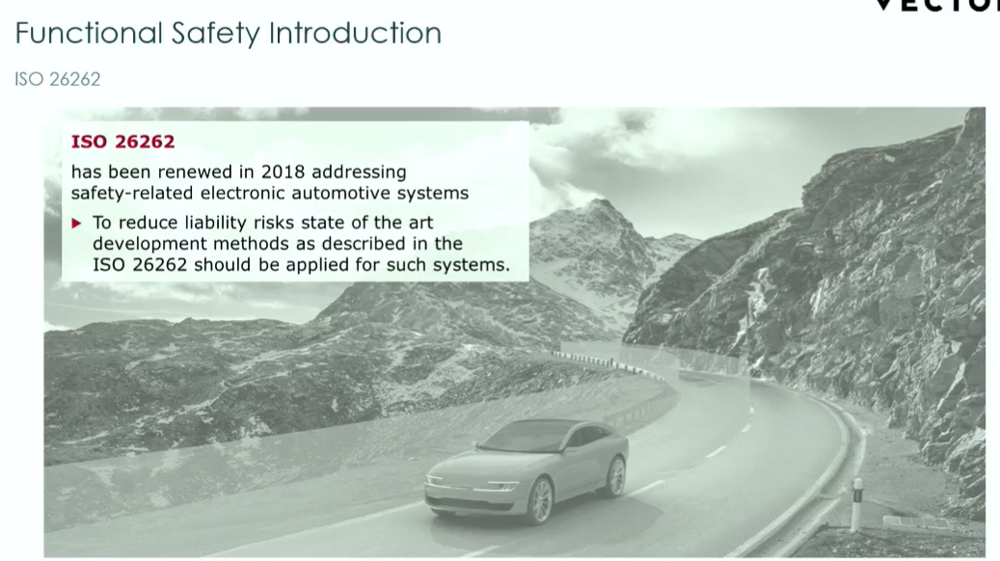 VECTOR
Functional Safety Introduction
ISO 26262
ISO 26262
has been renewed in 2018 addressing
safety-related electronic automotive systems
► To reduce liability risks state of the art
development methods as described in the
ISO 26262 should be applied for such systems.